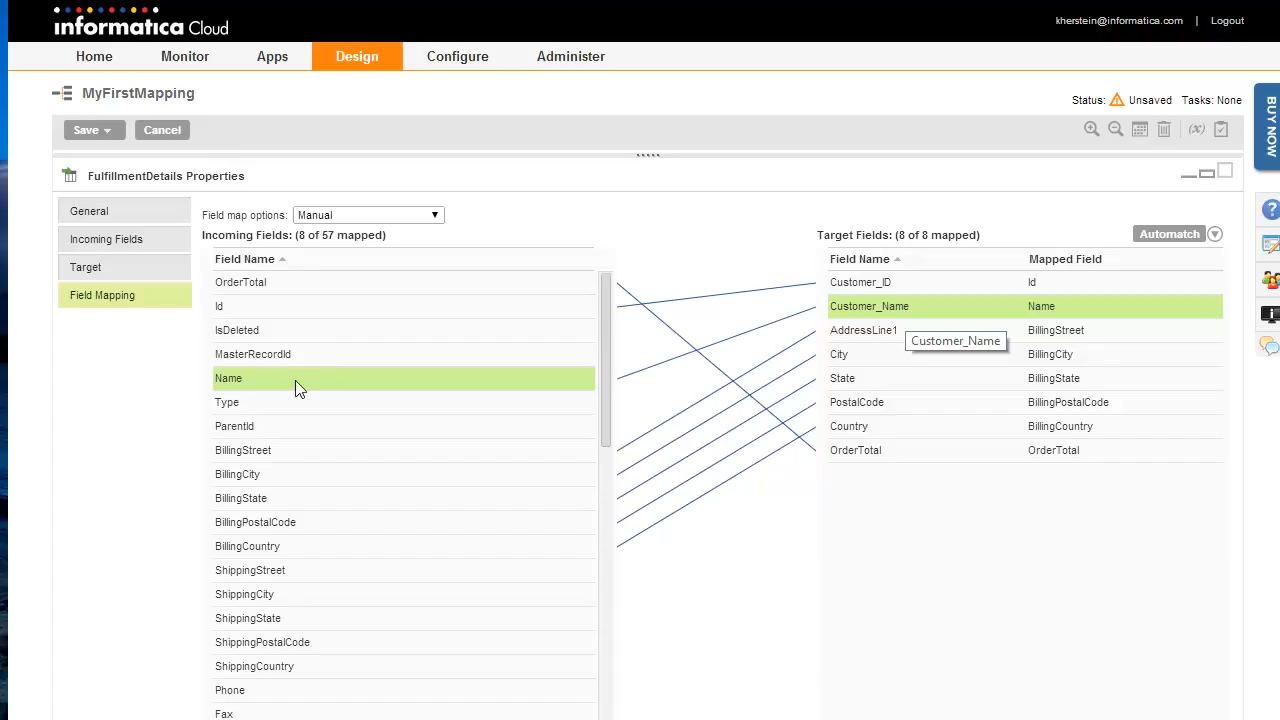 informatica Cloud
kherstein@informatica.com | Logout
Home Monitor Apps Design Configure Administer
MyFirstMapping
Status: Unsaved Tasks: None
BUY NOW
Save Cancel
(x)
FulfillmentDetails Properties
General
Incoming Fields
Target
Field Mapping
Field map options: Manual
Incoming Fields: (8 of 57 mapped)
Field Name
OrderTotal
Id
IsDeleted
MasterRecordId
Name
Type
ParentId
BillingStreet
BillingCity
BillingState
BillingPostalCode
BillingCountry
ShippingStreet
ShippingCity
ShippingState
ShippingPostalCode
ShippingCountry
Phone
Fax
Target Fields: (8 of 8 mapped) Automatch
Field Name Mapped Field
Customer_ID Id
Customer_Name Name
AddressLine1 BillingStreet
Customer_Name
City BillingCity
State BillingState
PostalCode BillingPostalCode
Country BillingCountry
OrderTotal OrderTotal